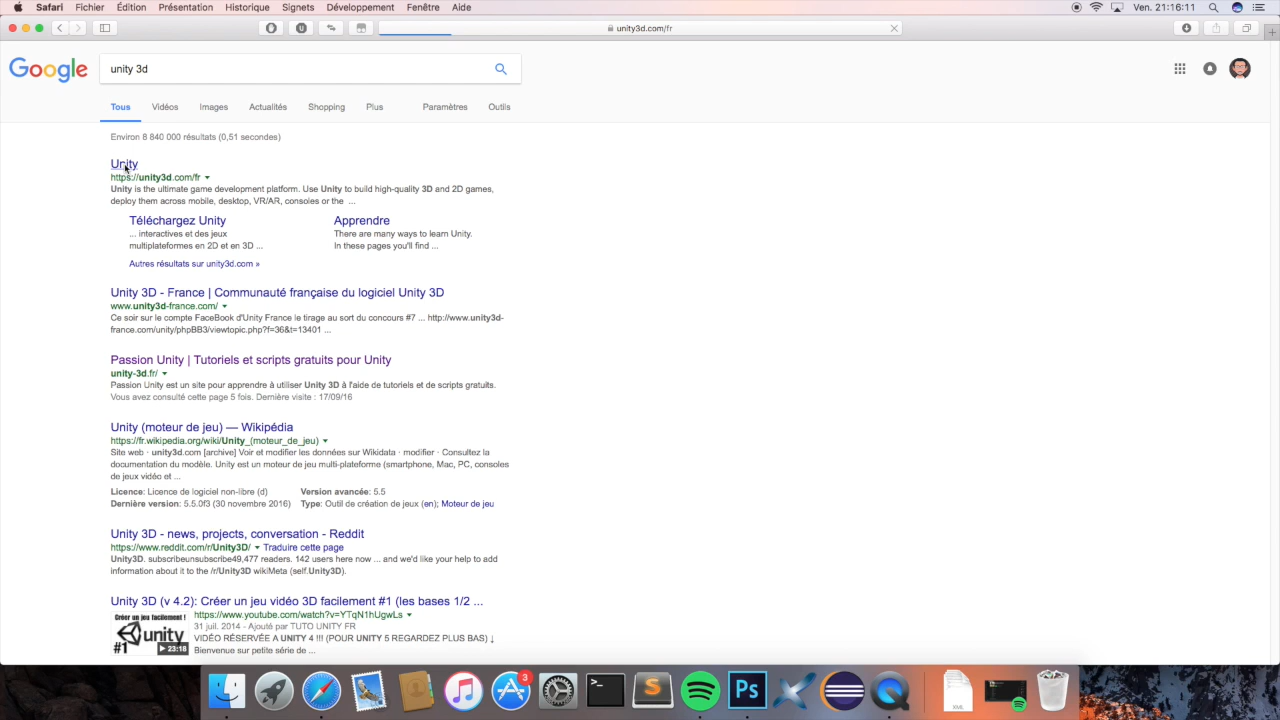 Safari Fichier Édition Présentation Historique Signets Développement Fenêtre Aide Ven. 21:16:11
unity3d.com/fr
Google unity 3d
Tous Vidéos Images Actualités Shopping Plus Paramètres Outils
Environ 8 840 000 résultats (0,51 secondes)
Unity
https://unity3d.com/fr
Unity is the ultimate game development platform. Use Unity to build high-quality 3D and 2D games,
deploy them across mobile, desktop, VR/AR, consoles or the ...
Téléchargez Unity Apprendre
... interactives et des jeux There are many ways to learn Unity.
multiplateformes en 2D et en 3D ... In these pages you'll find ...
Autres résultats sur unity3d.com »
Unity 3D - France | Communauté française du logiciel Unity 3D
www.unity3d-france.com/
Ce soir sur le compte FaceBook d'Unity France le tirage au sort du concours #7 ... http://www.unity3d-
france.com/unity/phpBB3/viewtopic.php?f=36&t=13401 ...
Passion Unity | Tutoriels et scripts gratuits pour Unity
unity-3d.fr/
Passion Unity est un site pour apprendre à utiliser Unity 3D à l'aide de tutoriels et de scripts gratuits.
Vous avez consulté cette page 5 fois. Dernière visite : 17/09/16
Unity (moteur de jeu) — Wikipédia
https://fr.wikipedia.org/wiki/Unity_(moteur_de_jeu)
Site web · unity3d.com [archive] Voir et modifier les données sur Wikidata · modifier · Consultez la
documentation du modèle. Unity est un moteur de jeu multi-plateforme (smartphone, Mac, PC, consoles
de jeux vidéo et ...
Licence: Licence de logiciel non-libre (d) Version avancée: 5.5
Dernière version: 5.5.0f3 (30 novembre 2016) Type: Outil de création de jeux (en); Moteur de jeu
Unity 3D - news, projects, conversation - Reddit
https://www.reddit.com/r/Unity3D/ Traduire cette page
Unity3D. subscribeunsubscribe49,477 readers. 142 users here now ... and we'd like your help to add
information about it to the /r/Unity3D wikiMeta (self.Unity3D).
Unity 3D (v 4.2): Créer un jeu vidéo 3D facilement #1 (les bases 1/2 ...
https://www.youtube.com/watch?v=YTqN1hUgwLs
31 juil. 2014 - Ajouté par TUTO UNITY FR
VIDÉO RÉSERVÉE A UNITY 4 !!! (POUR UNITY 5 REGARDEZ PLUS BAS) ↓
Bienvenue sur petite série de ...
Créer un jeu facilement !
unity
#1 23:18
3
S
Ps
XML